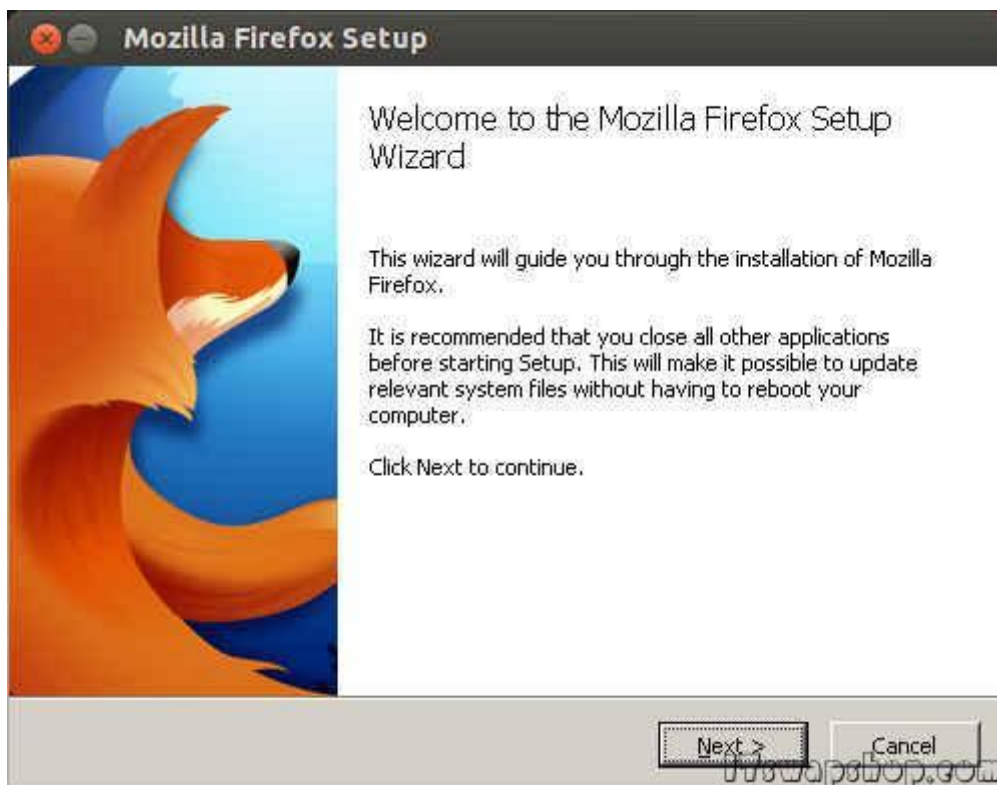 Mozilla Firefox Setup
Welcome to the Mozilla Firefox Setup
Wizard
This wizard will guide you through the installation of Mozilla
Firefox.
It is recommended that you close all other applications
before starting Setup. This will make it possible to update
relevant system files without having to reboot your
computer.
Click Next to continue.
Next >
Cancel